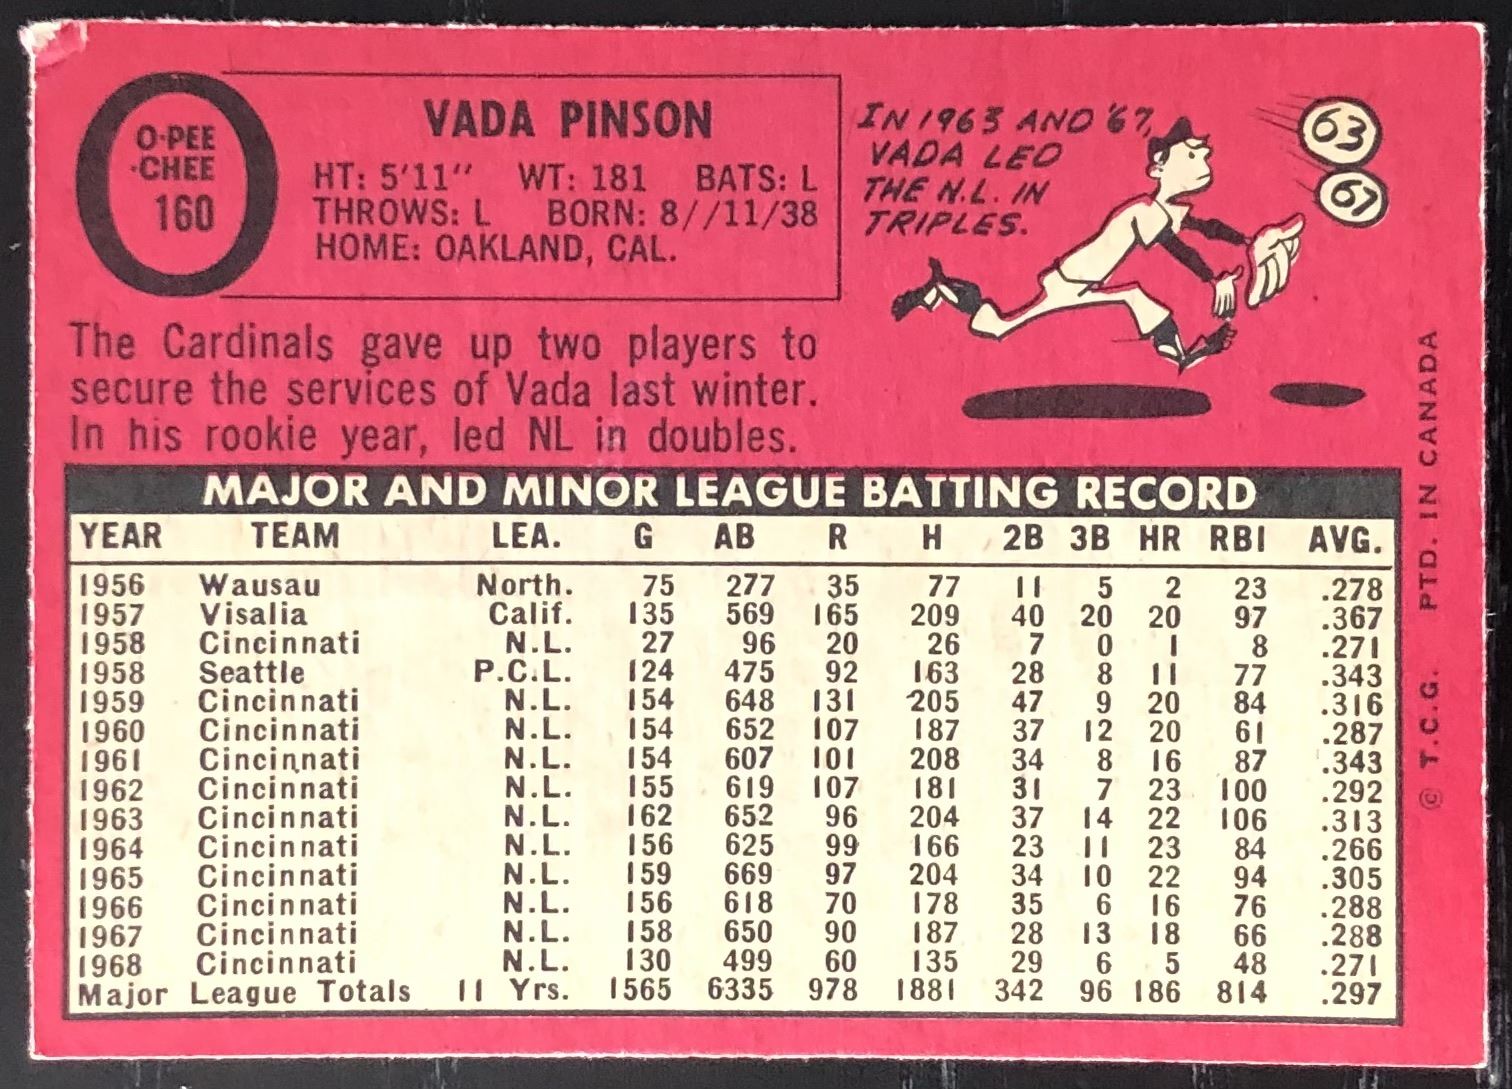 O-PEE
-CHEE
160
VADA PINSON
HT: 5'11" WT: 181 BATS: L
THROWS: L BORN: 8//11/38
HOME: OAKLAND, CAL.
IN 1963 AND '67,
VADA LED
THE N.L. IN
TRIPLES.
63
67
The Cardinals gave up two players to
secure the services of Vada last winter.
In his rookie year, led NL in doubles.
MAJOR AND MINOR LEAGUE BATTING RECORD
YEAR TEAM LEA. G AB R H 2B 3B HR RBI AVG.
1956 Wausau North. 75 277 35 77 11 5 2 23 .278
1957 Visalia Calif. 135 569 165 209 40 20 20 97 .367
1958 Cincinnati N.L. 27 96 20 26 7 0 1 8 .271
1958 Seattle P.C.L. 124 475 92 163 28 8 11 77 .343
1959 Cincinnati N.L. 154 648 131 205 47 9 20 84 .316
1960 Cincinnati N.L. 154 652 107 187 37 12 20 61 .287
1961 Cincinnati N.L. 154 607 101 208 34 8 16 87 .343
1962 Cincinnati N.L. 155 619 107 181 31 7 23 100 .292
1963 Cincinnati N.L. 162 652 96 204 37 14 22 106 .313
1964 Cincinnati N.L. 156 625 99 166 23 11 23 84 .266
1965 Cincinnati N.L. 159 669 97 204 34 10 22 94 .305
1966 Cincinnati N.L. 156 618 70 178 35 6 16 76 .288
1967 Cincinnati N.L. 158 650 90 187 28 13 18 66 .288
1968 Cincinnati N.L. 130 499 60 135 29 6 5 48 .271
Major League Totals 11 Yrs. 1565 6335 978 1881 342 96 186 814 .297
© T.C.G. PTD. IN CANADA